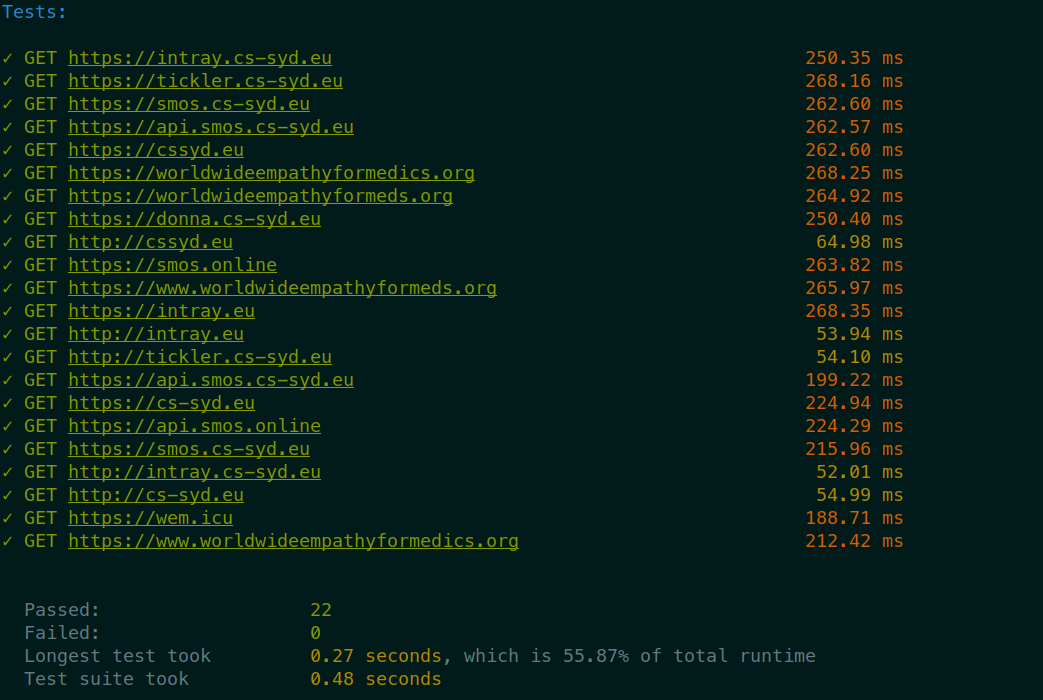 Tests:
✓ GET https://intray.cs-syd.eu 250.35 ms
✓ GET https://tickler.cs-syd.eu 268.16 ms
✓ GET https://smos.cs-syd.eu 262.60 ms
✓ GET https://api.smos.cs-syd.eu 262.57 ms
✓ GET https://cssyd.eu 262.60 ms
✓ GET https://worldwideempathyformedics.org 268.25 ms
✓ GET https://worldwideempathyformeds.org 264.92 ms
✓ GET https://donna.cs-syd.eu 250.40 ms
✓ GET http://cssyd.eu 64.98 ms
✓ GET https://smos.online 263.82 ms
✓ GET https://www.worldwideempathyformeds.org 265.97 ms
✓ GET https://intray.eu 268.35 ms
✓ GET http://intray.eu 53.94 ms
✓ GET http://tickler.cs-syd.eu 54.10 ms
✓ GET https://api.smos.cs-syd.eu 199.22 ms
✓ GET https://cs-syd.eu 224.94 ms
✓ GET https://api.smos.online 224.29 ms
✓ GET https://smos.cs-syd.eu 215.96 ms
✓ GET http://intray.cs-syd.eu 52.01 ms
✓ GET http://cs-syd.eu 54.99 ms
✓ GET https://wem.icu 188.71 ms
✓ GET https://www.worldwideempathyformedics.org 212.42 ms
Passed: 22
Failed: 0
Longest test took 0.27 seconds, which is 55.87% of total runtime
Test suite took 0.48 seconds